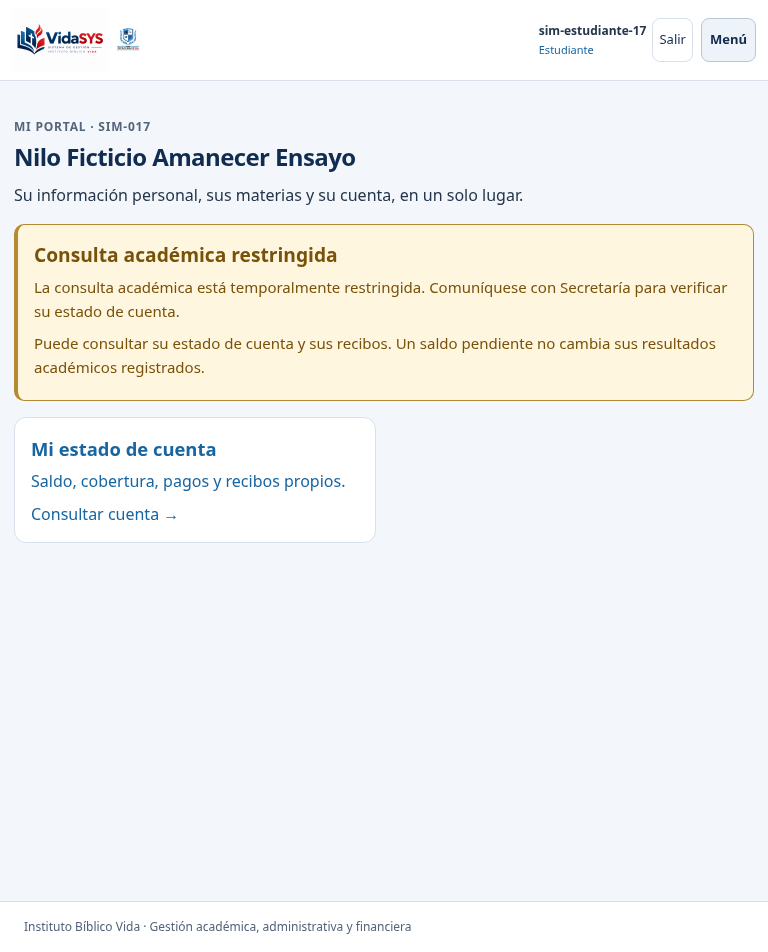 VidaSYS
sim-estudiante-17
Estudiante
Salir
Menú
MI PORTAL · SIM-017
Nilo Ficticio Amanecer Ensayo
Su información personal, sus materias y su cuenta, en un solo lugar.
Consulta académica restringida
La consulta académica está temporalmente restringida. Comuníquese con Secretaría para verificar
su estado de cuenta.
Puede consultar su estado de cuenta y sus recibos. Un saldo pendiente no cambia sus resultados
académicos registrados.
Mi estado de cuenta
Saldo, cobertura, pagos y recibos propios.
Consultar cuenta →
Instituto Bíblico Vida · Gestión académica, administrativa y financiera